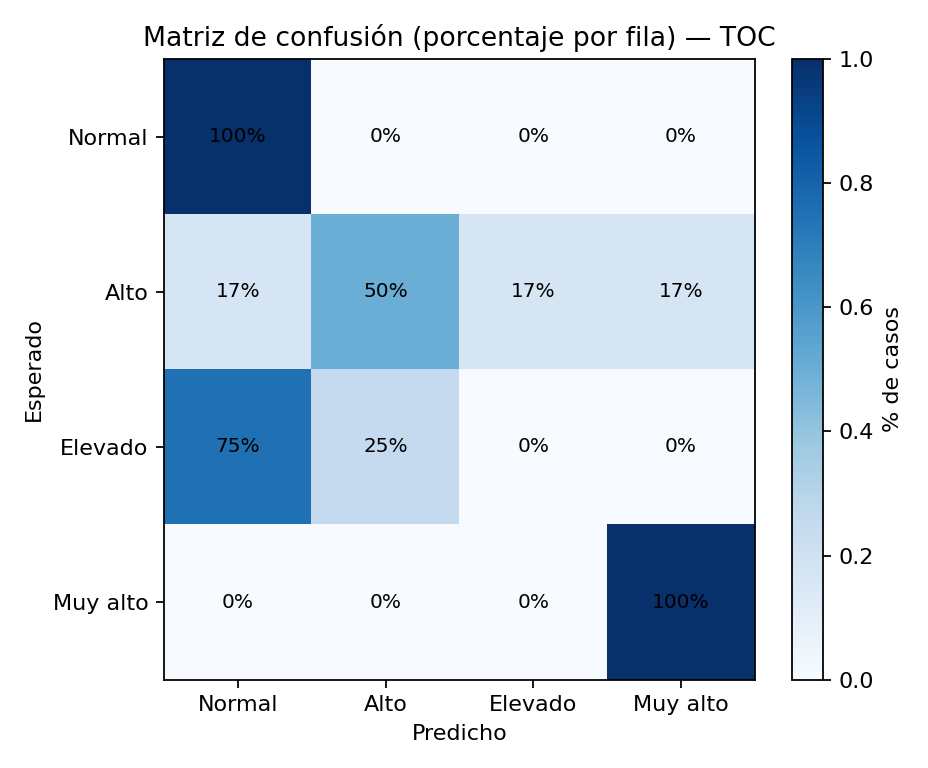 Matriz de confusión (porcentaje por fila) — TOC
Normal 100% 0% 0% 0%
Alto 17% 50% 17% 17%
Elevado 75% 25% 0% 0%
Muy alto 0% 0% 0% 100%
Normal Alto Elevado Muy alto
Predicho
Esperado
1.0
0.8
0.6
0.4
0.2
0.0
% de casos